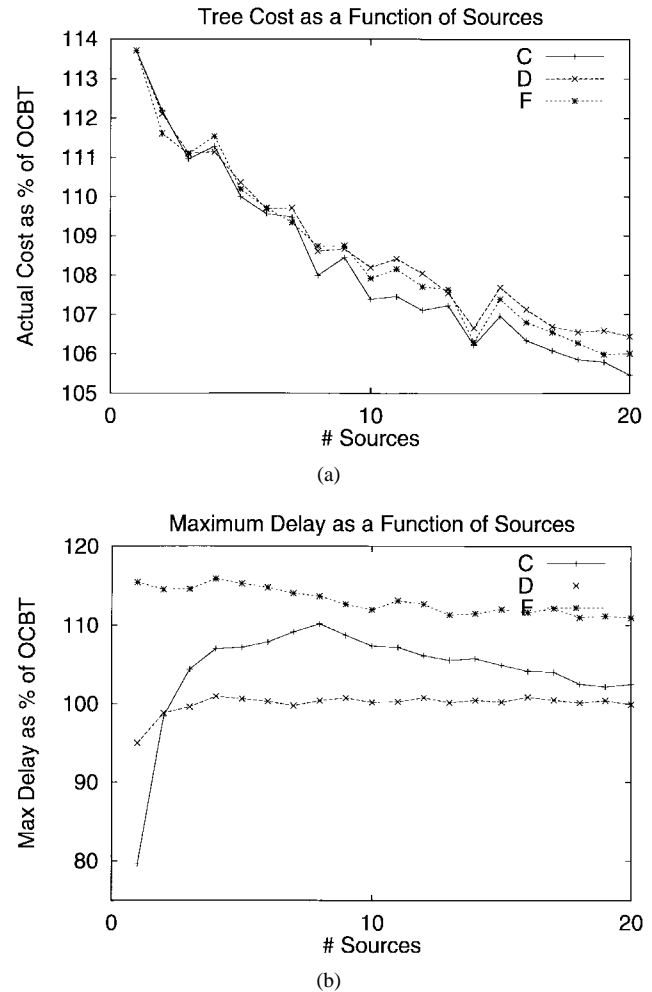 Tree Cost as a Function of Sources
114
113
112
111
110
109
108
107
106
105
Actual Cost as % of OCBT
C
D
F
0
10
20
# Sources
(a)
Maximum Delay as a Function of Sources
120
110
100
90
80
Max Delay as % of OCBT
C
D
F
0
10
20
# Sources
(b)